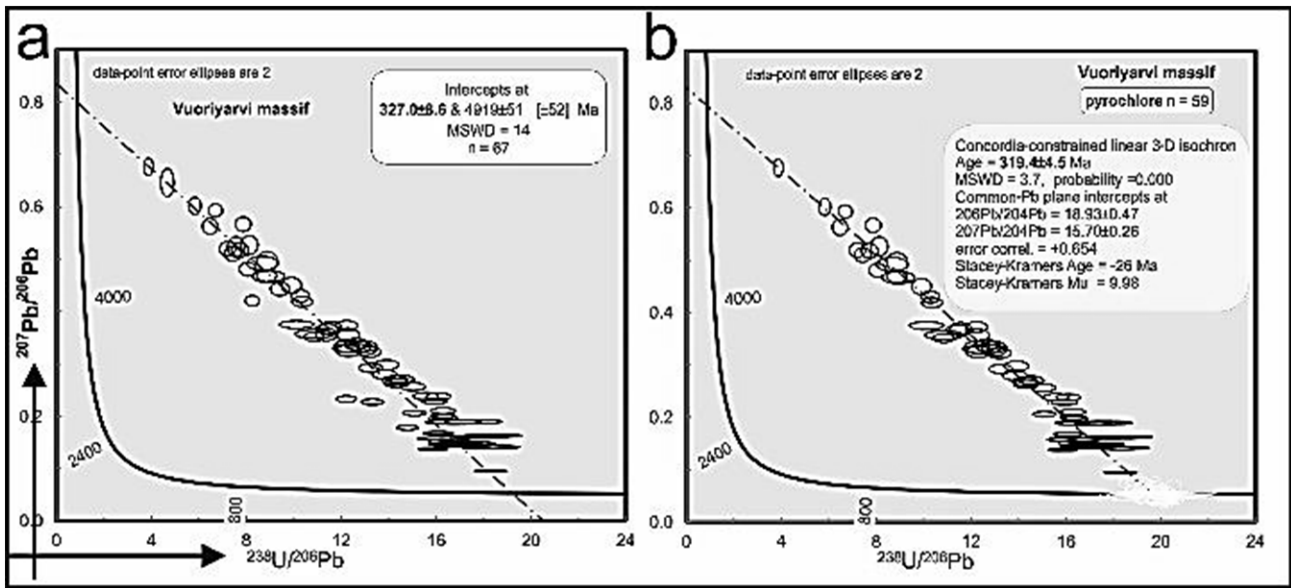 a
data-point error ellipses are 2
Vuoriyarvi massif
Intercepts at
327.0±6.6 & 4919±51 [±52] Ma
MSWD = 14
n = 67
207Pb/206Pb
0.8
0.6
0.4
0.2
0.0
4000
2400
800
0 4 8 12 16 20 24
238U/206Pb
b
data-point error ellipses are 2
Vuoriyarvi massif
pyrochlore n = 59
Concordia-constrained linear 3-D isochron
Age = 319.4±4.5 Ma
MSWD = 3.7, probability =0.000
Common-Pb plane intercepts at
206Pb/204Pb = 18.93±0.47
207Pb/204Pb = 15.70±0.26
error correl. = +0.654
Stacey-Kramers Age = -26 Ma
Stacey-Kramers Mu = 9.98
0.8
0.6
0.4
0.2
0.0
4000
2400
800
0 4 8 12 16 20 24
238U/206Pb